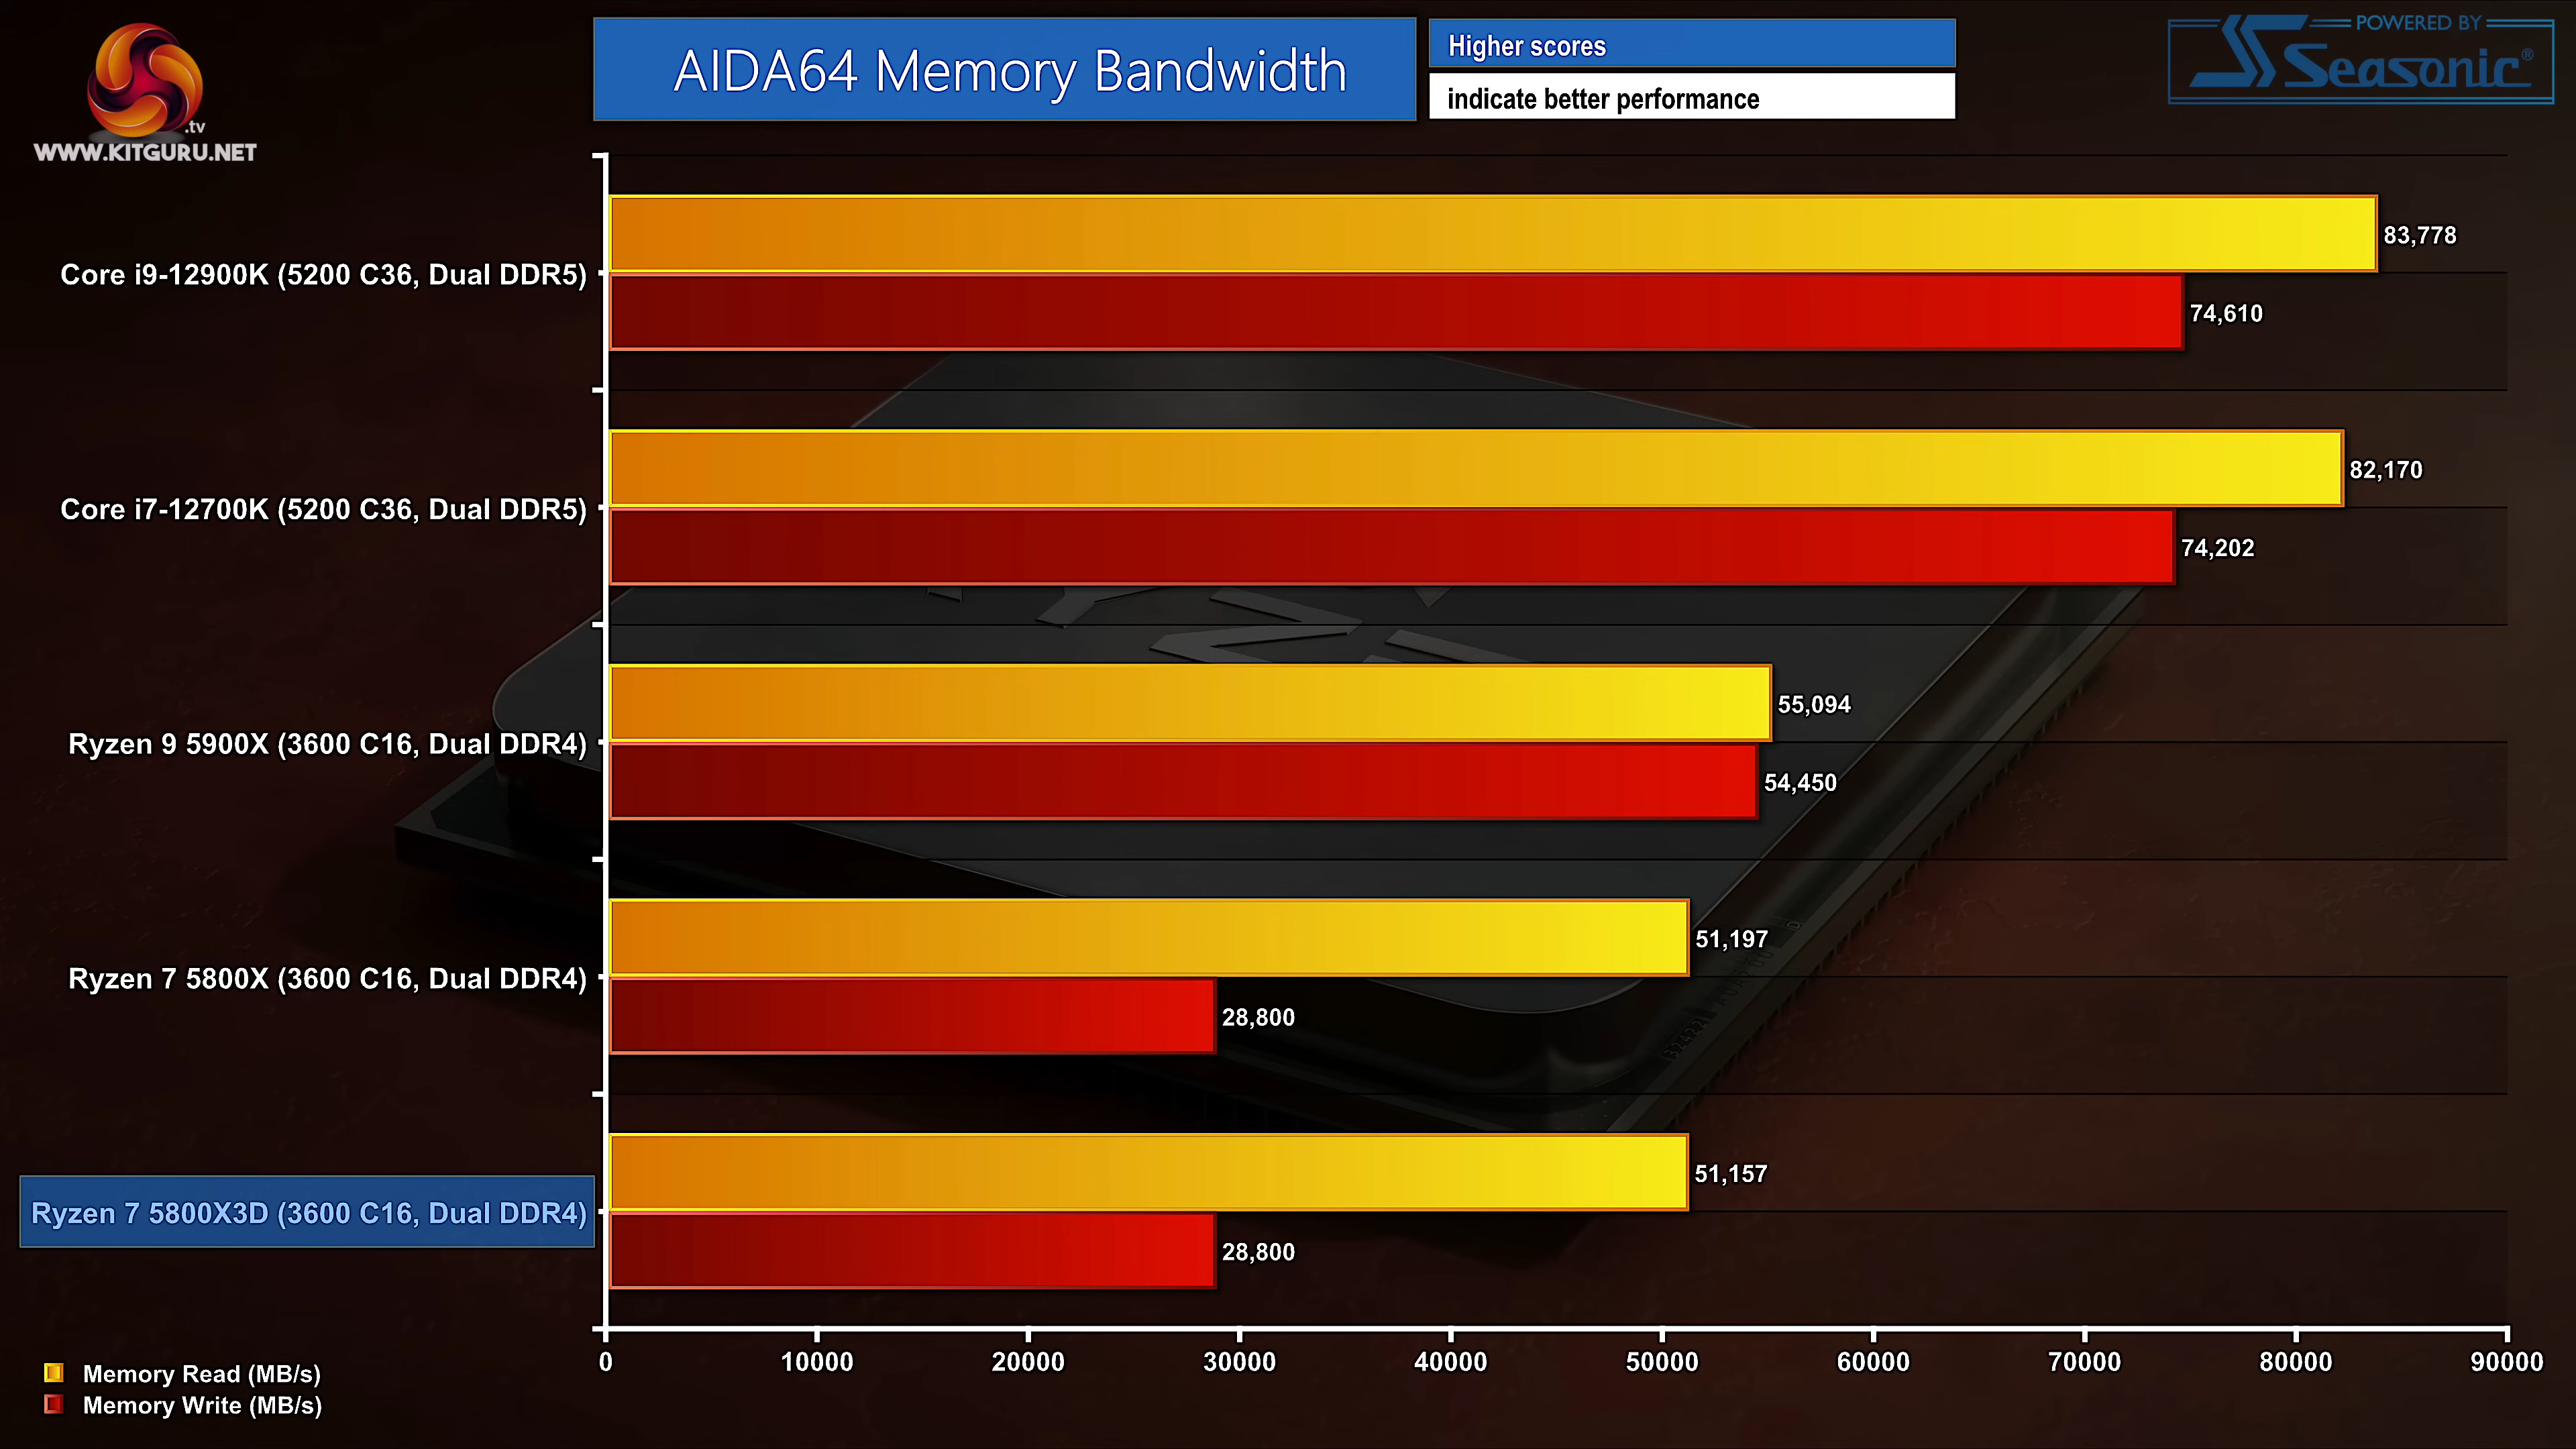 .tv
WWW.KITGURU.NET
AIDA64 Memory Bandwidth
Higher scores
indicate better performance
POWERED BY
Seasonic®
Core i9-12900K (5200 C36, Dual DDR5)
83,778
74,610
Core i7-12700K (5200 C36, Dual DDR5)
82,170
74,202
Ryzen 9 5900X (3600 C16, Dual DDR4)
55,094
54,450
Ryzen 7 5800X (3600 C16, Dual DDR4)
51,197
28,800
Ryzen 7 5800X3D (3600 C16, Dual DDR4)
51,157
28,800
0 10000 20000 30000 40000 50000 60000 70000 80000 90000
Memory Read (MB/s)
Memory Write (MB/s)